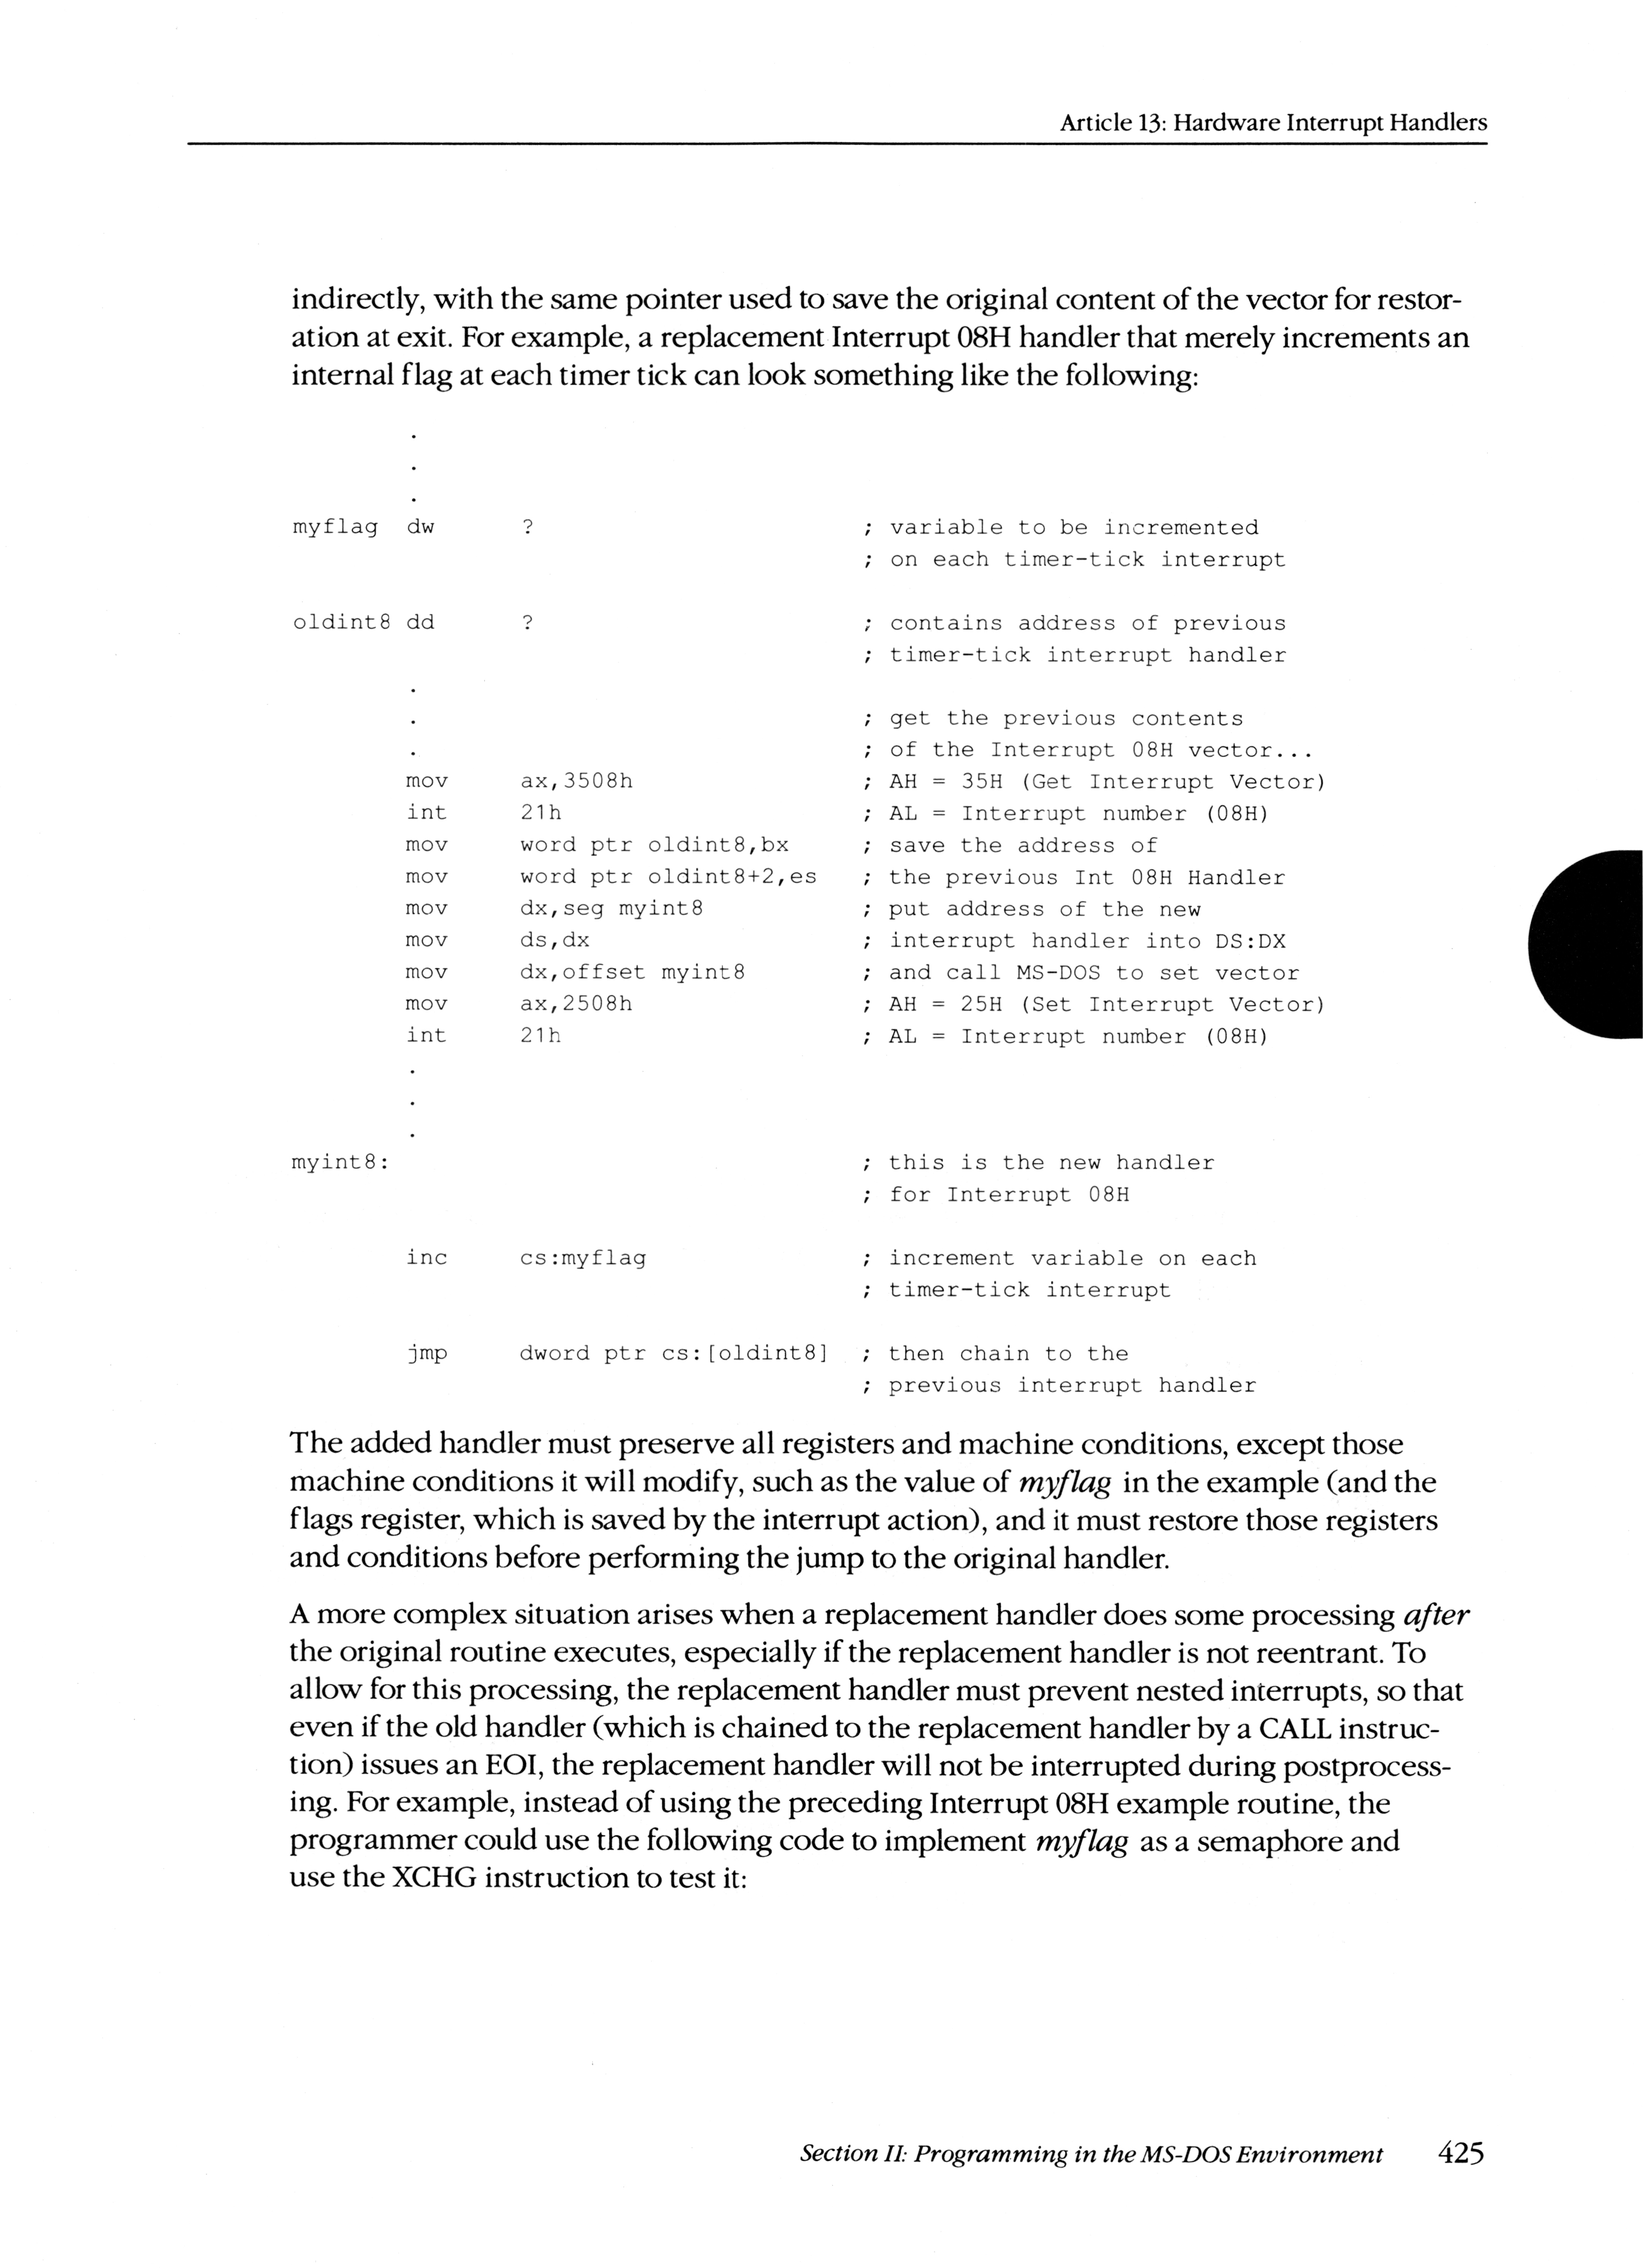 Article 13: Hardware Interrupt Handlers
indirectly, with the same pointer used to save the original content of the vector for restor-
ation at exit. For example, a replacement Interrupt 08H handler that merely increments an
internal flag at each timer tick can look something like the following:
.
.
.
myflag dw ? ; variable to be incremented
; on each timer-tick interrupt
oldint8 dd ? ; contains address of previous
; timer-tick interrupt handler
.
. ; get the previous contents
. ; of the Interrupt 08H vector...
mov ax,3508h ; AH = 35H (Get Interrupt Vector)
int 21h ; AL = Interrupt number (08H)
mov word ptr oldint8,bx ; save the address of
mov word ptr oldint8+2,es ; the previous Int 08H Handler
mov dx,seg myint8 ; put address of the new
mov ds,dx ; interrupt handler into DS:DX
mov dx,offset myint8 ; and call MS-DOS to set vector
mov ax,2508h ; AH = 25H (Set Interrupt Vector)
int 21h ; AL = Interrupt number (08H)
.
.
.
myint8: ; this is the new handler
; for Interrupt 08H
inc cs:myflag ; increment variable on each
; timer-tick interrupt
jmp dword ptr cs:[oldint8] ; then chain to the
; previous interrupt handler
The added handler must preserve all registers and machine conditions, except those
machine conditions it will modify, such as the value of myflag in the example (and the
flags register, which is saved by the interrupt action), and it must restore those registers
and conditions before performing the jump to the original handler.
A more complex situation arises when a replacement handler does some processing after
the original routine executes, especially if the replacement handler is not reentrant. To
allow for this processing, the replacement handler must prevent nested interrupts, so that
even if the old handler (which is chained to the replacement handler by a CALL instruc-
tion) issues an EOI, the replacement handler will not be interrupted during postprocess-
ing. For example, instead of using the preceding Interrupt 08H example routine, the
programmer could use the following code to implement myflag as a semaphore and
use the XCHG instruction to test it:
Section II: Programming in the MS-DOS Environment 425